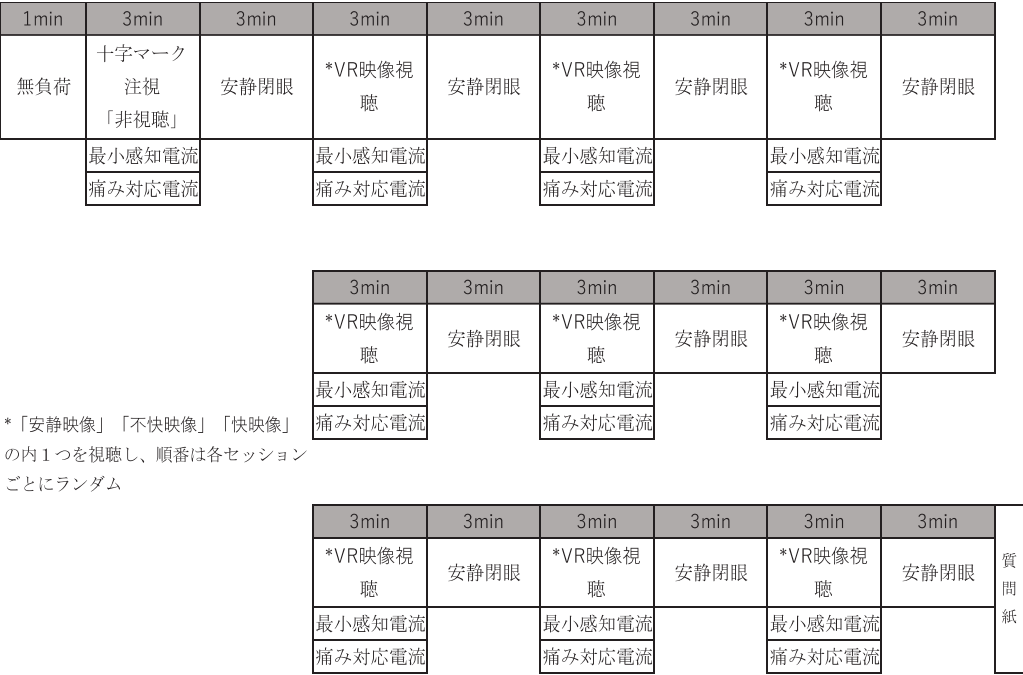 1min 3min 3min 3min 3min 3min 3min 3min 3min
無負荷
十字マーク
注視
「非視聴」
安静閉眼
*VR映像視
聴
安静閉眼
*VR映像視
聴
安静閉眼
*VR映像視
聴
安静閉眼
最小感知電流 最小感知電流 最小感知電流 最小感知電流
痛み対応電流 痛み対応電流 痛み対応電流 痛み対応電流
3min 3min 3min 3min 3min 3min
*VR映像視
聴
安静閉眼
*VR映像視
聴
安静閉眼
*VR映像視
聴
安静閉眼
最小感知電流 最小感知電流 最小感知電流
痛み対応電流 痛み対応電流 痛み対応電流
*「安静映像」「不快映像」「快映像」
の内１つを視聴し、順番は各セッション
ごとにランダム
3min 3min 3min 3min 3min 3min
*VR映像視
聴
安静閉眼
*VR映像視
聴
安静閉眼
*VR映像視
聴
安静閉眼
最小感知電流 最小感知電流 最小感知電流
痛み対応電流 痛み対応電流 痛み対応電流
質問紙